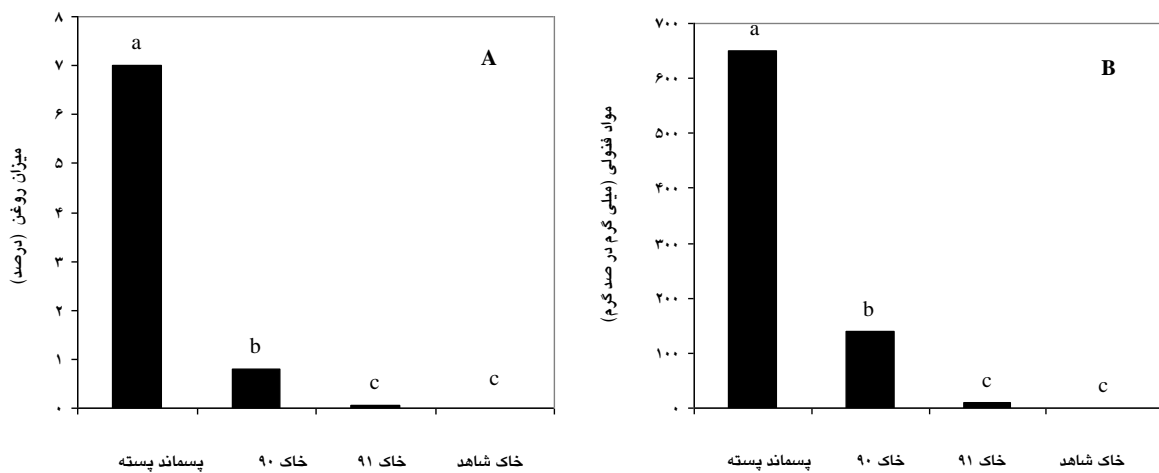 A
میزان روغن (درصد)
۸
۷
۶
۵
۴
۳
۲
۱
۰
a
b
c
c
پسماند پسته
خاک ۹۰
خاک ۹۱
خاک شاهد
B
مواد فنولی (میلی گرم در صد گرم)
۷۰۰
۶۰۰
۵۰۰
۴۰۰
۳۰۰
۲۰۰
۱۰۰
۰
a
b
c
c
پسماند پسته
خاک ۹۰
خاک ۹۱
خاک شاهد